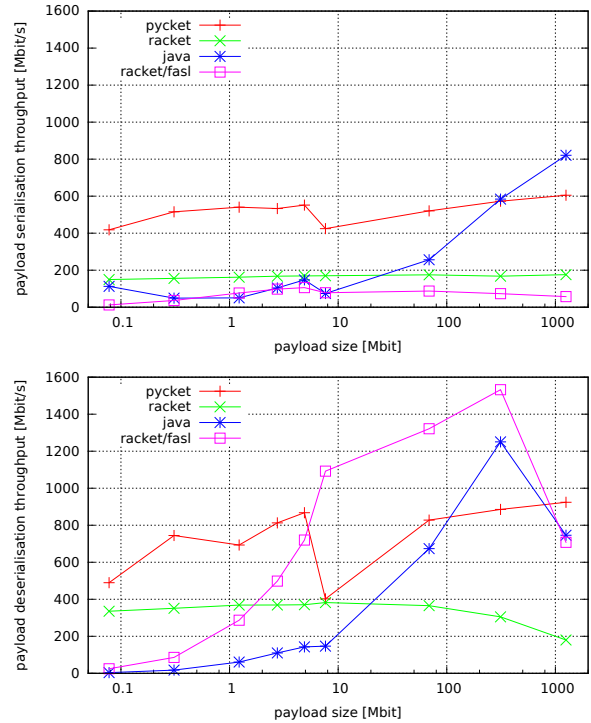 payload serialisation throughput [Mbit/s]
1600
1400
1200
1000
800
600
400
200
0
pycket
racket
java
racket/fasl
0.1
1
10
100
1000
payload size [Mbit]
payload deserialisation throughput [Mbit/s]
1600
1400
1200
1000
800
600
400
200
0
pycket
racket
java
racket/fasl
0.1
1
10
100
1000
payload size [Mbit]